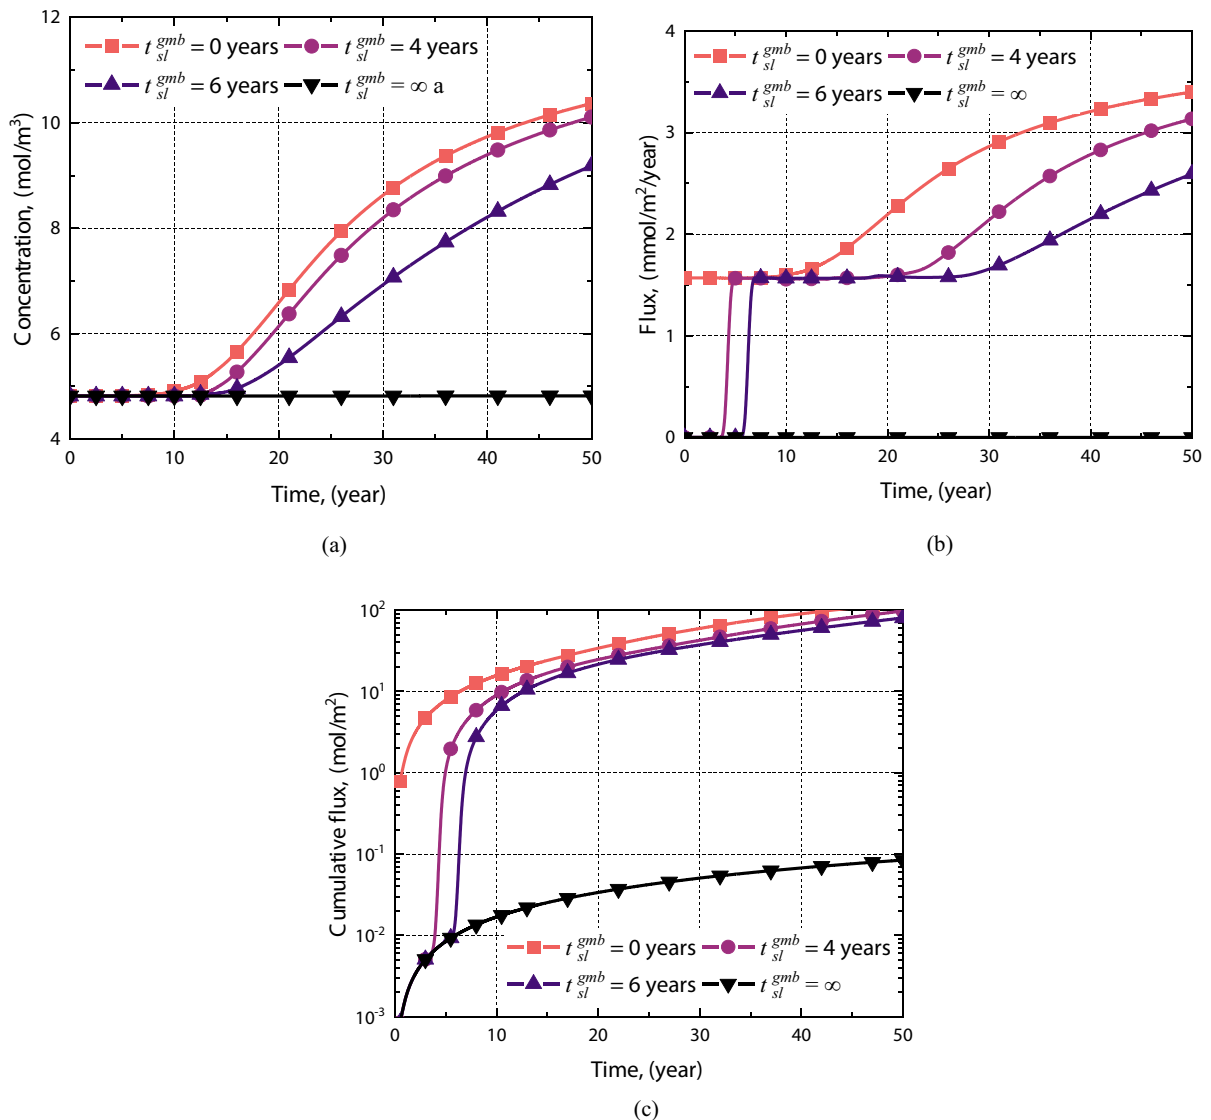 12
10
8
6
4
Concentration, (mol/m³)
t_sl^gmb = 0 years
t_sl^gmb = 4 years
t_sl^gmb = 6 years
t_sl^gmb = ∞ a
0 10 20 30 40 50
Time, (year)
(a)
4
3
2
1
0
Flux, (mmol/m²/year)
t_sl^gmb = 0 years
t_sl^gmb = 4 years
t_sl^gmb = 6 years
t_sl^gmb = ∞
0 10 20 30 40 50
Time, (year)
(b)
10²
10¹
10⁰
10⁻¹
10⁻²
10⁻³
Cumulative flux, (mol/m²)
t_sl^gmb = 0 years
t_sl^gmb = 4 years
t_sl^gmb = 6 years
t_sl^gmb = ∞
0 10 20 30 40 50
Time, (year)
(c)